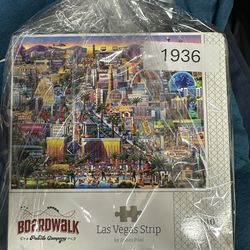 1936
BOARDWALK
Puzzle Company
Las Vegas Strip